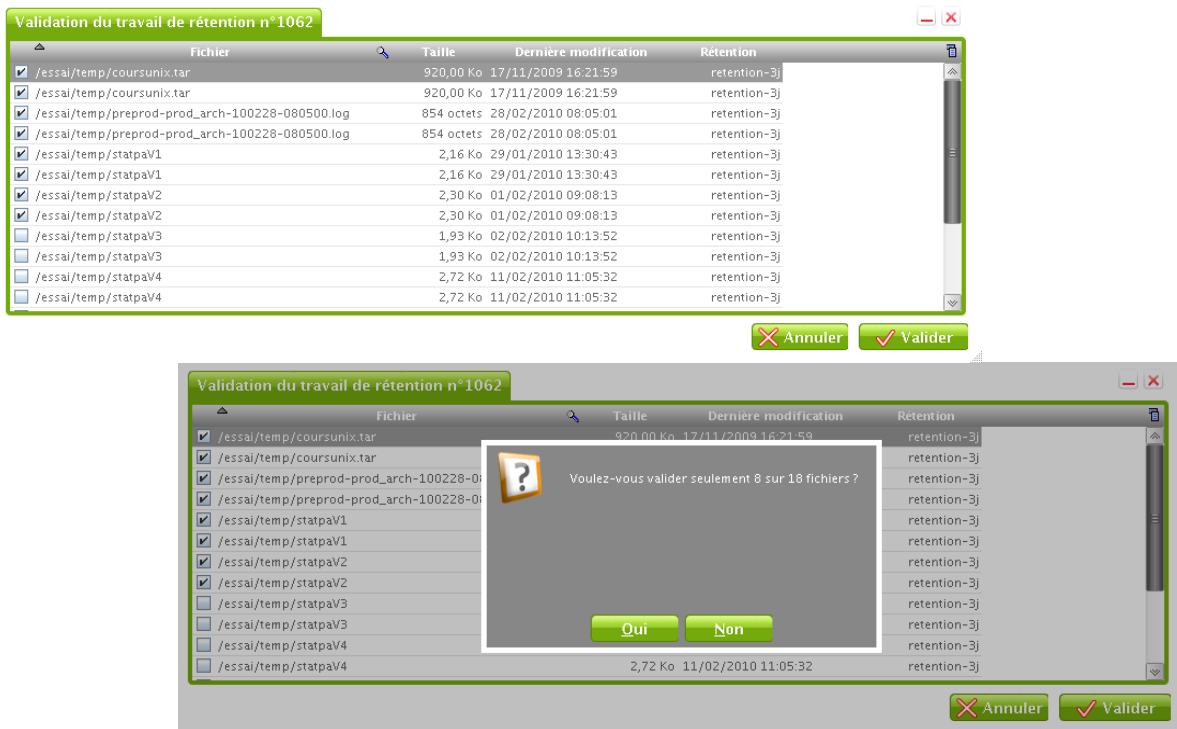 Validation du travail de rétention n°1062
Fichier Taille Dernière modification Rétention
/essai/temp/coursunix.tar 920,00 Ko 17/11/2009 16:21:59 retention-3j
/essai/temp/coursunix.tar 920,00 Ko 17/11/2009 16:21:59 retention-3j
/essai/temp/preprod-prod_arch-100228-080500.log 854 octets 28/02/2010 08:05:01 retention-3j
/essai/temp/preprod-prod_arch-100228-080500.log 854 octets 28/02/2010 08:05:01 retention-3j
/essai/temp/statpaV1 2,16 Ko 29/01/2010 13:30:43 retention-3j
/essai/temp/statpaV1 2,16 Ko 29/01/2010 13:30:43 retention-3j
/essai/temp/statpaV2 2,30 Ko 01/02/2010 09:08:13 retention-3j
/essai/temp/statpaV2 2,30 Ko 01/02/2010 09:08:13 retention-3j
/essai/temp/statpaV3 1,93 Ko 02/02/2010 10:13:52 retention-3j
/essai/temp/statpaV3 1,93 Ko 02/02/2010 10:13:52 retention-3j
/essai/temp/statpaV4 2,72 Ko 11/02/2010 11:05:32 retention-3j
/essai/temp/statpaV4 2,72 Ko 11/02/2010 11:05:32 retention-3j
Annuler Valider
Validation du travail de rétention n°1062
Fichier Taille Dernière modification Rétention
/essai/temp/coursunix.tar 920,00 Ko 17/11/2009 16:21:59 retention-3j
/essai/temp/coursunix.tar retention-3j
/essai/temp/preprod-prod_arch-100228-0 retention-3j
/essai/temp/preprod-prod_arch-100228-0 retention-3j
/essai/temp/statpaV1 retention-3j
/essai/temp/statpaV1 retention-3j
/essai/temp/statpaV2 retention-3j
/essai/temp/statpaV2 retention-3j
/essai/temp/statpaV3 retention-3j
/essai/temp/statpaV3 retention-3j
/essai/temp/statpaV4 retention-3j
/essai/temp/statpaV4 2,72 Ko 11/02/2010 11:05:32 retention-3j
Voulez-vous valider seulement 8 sur 18 fichiers ?
Oui Non
Annuler Valider